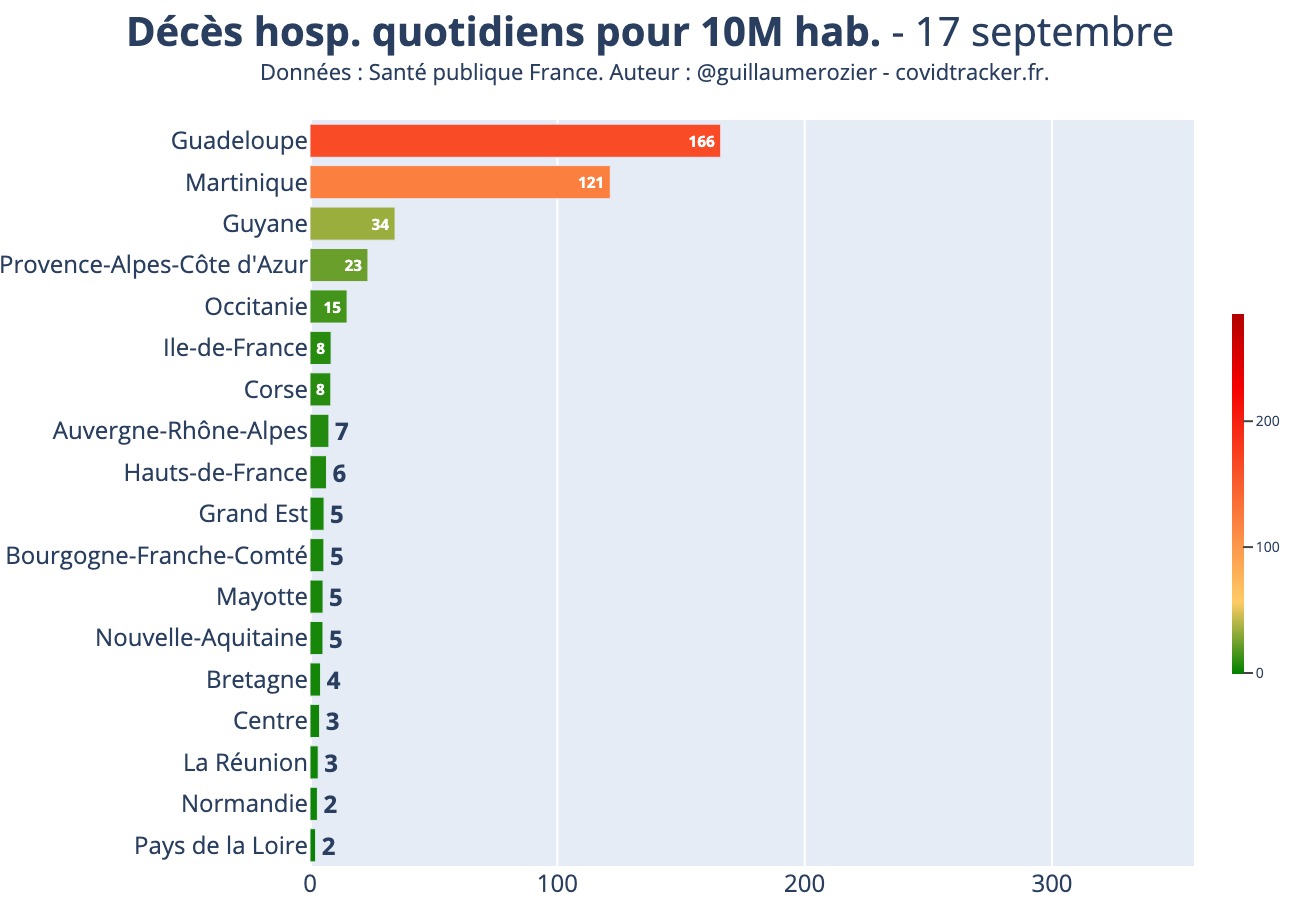 Décès hosp. quotidiens pour 10M hab. - 17 septembre
Données : Santé publique France. Auteur : @guillaumerozier - covidtracker.fr.
Guadeloupe 166
Martinique 121
Guyane 34
Provence-Alpes-Côte d'Azur 23
Occitanie 15
Ile-de-France 8
Corse 8
Auvergne-Rhône-Alpes 7
Hauts-de-France 6
Grand Est 5
Bourgogne-Franche-Comté 5
Mayotte 5
Nouvelle-Aquitaine 5
Bretagne 4
Centre 3
La Réunion 3
Normandie 2
Pays de la Loire 2
0 100 200 300
200
100
0